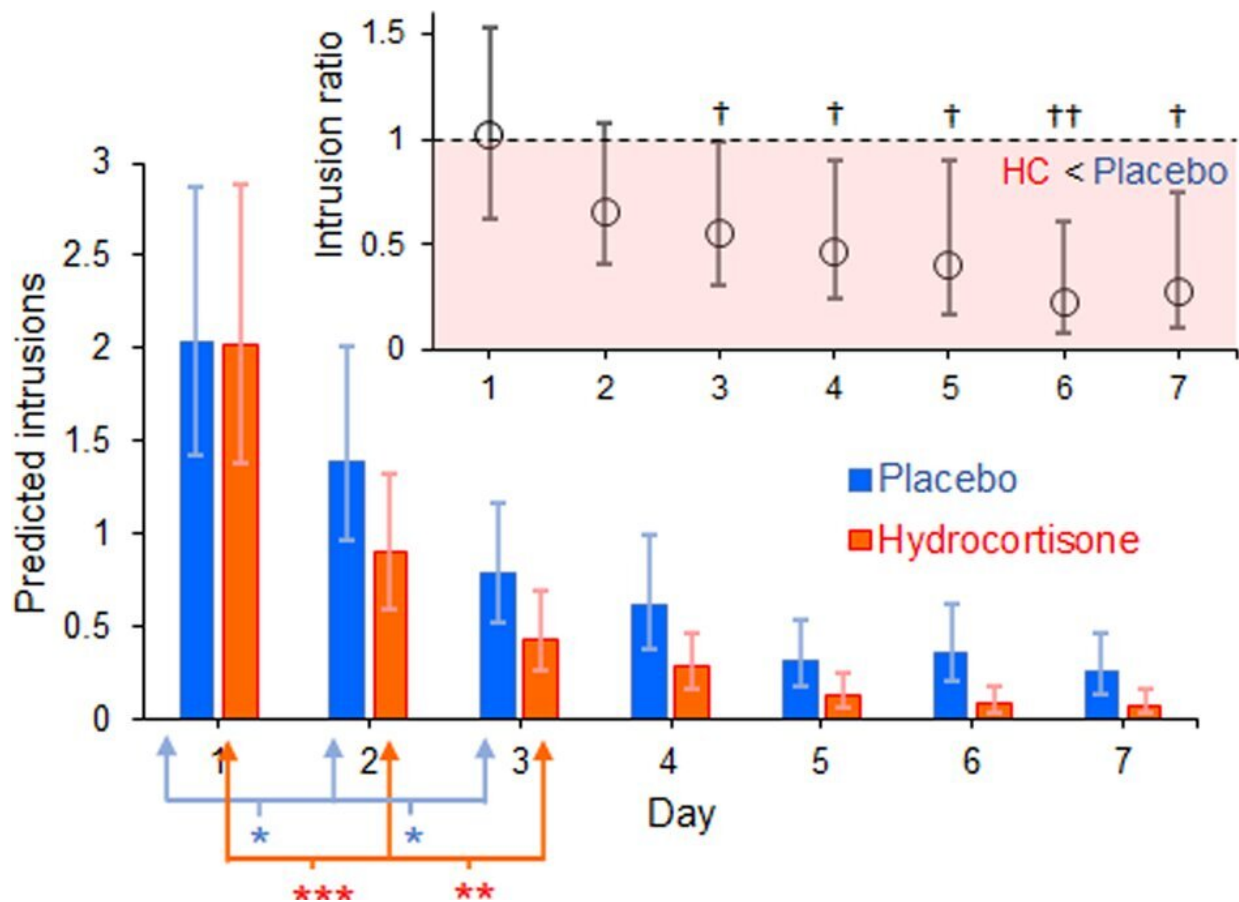 Intrusion ratio
1.5
1
0.5
0
† † † †† †
HC < Placebo
1 2 3 4 5 6 7
Predicted intrusions
3
2.5
2
1.5
1
0.5
0
Placebo
Hydrocortisone
1 2 3 4 5 6 7
Day
* *
*** **